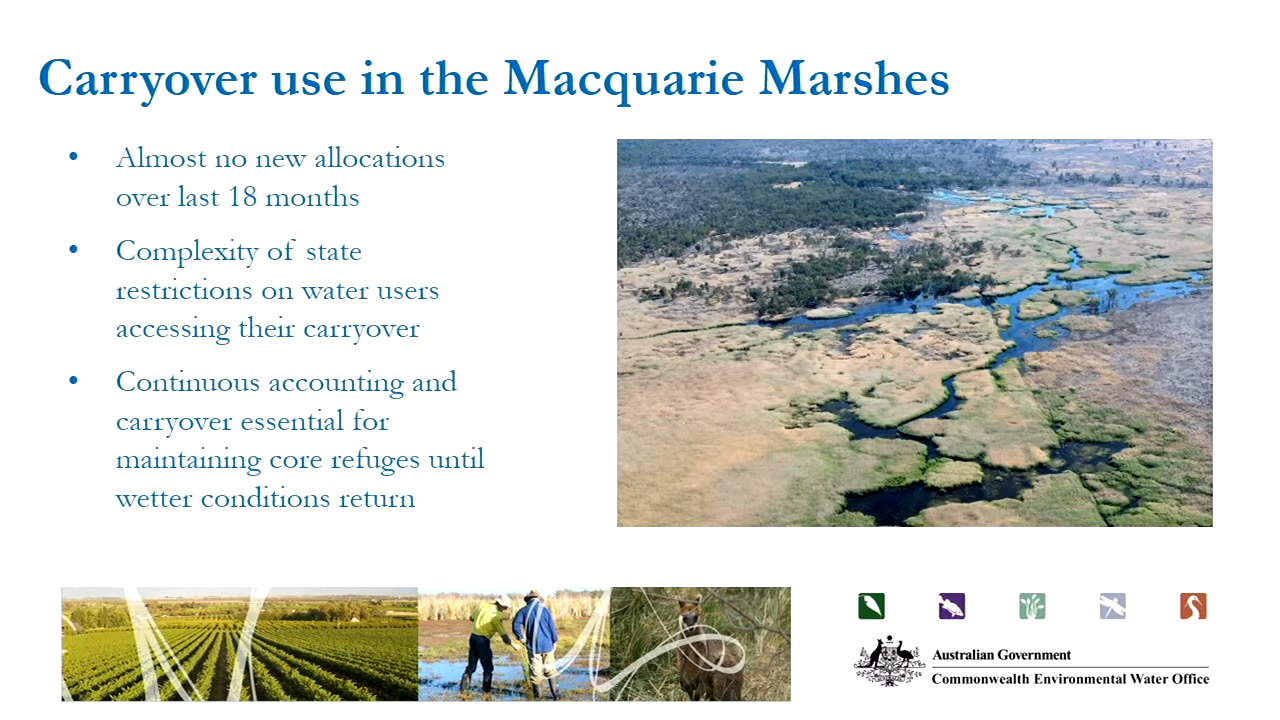 Carryover use in the Macquarie Marshes
• Almost no new allocations
over last 18 months
• Complexity of state
restrictions on water users
accessing their carryover
• Continuous accounting and
carryover essential for
maintaining core refuges until
wetter conditions return
Australian Government
Commonwealth Environmental Water Office